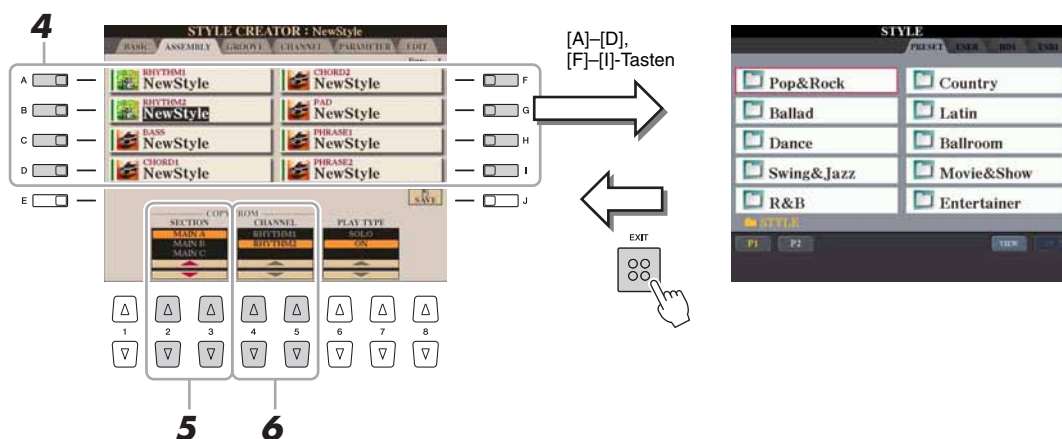 4
STYLE CREATOR : NewStyle
BASIC ASSEMBLY GROOVE CHANNEL PARAMETER EDIT
A
RHYTHM1
NewStyle
CHORD2
NewStyle
F
B
RHYTHM2
NewStyle
PAD
NewStyle
G
C
BASS
NewStyle
PHRASE1
NewStyle
H
D
CHORD1
NewStyle
PHRASE2
NewStyle
I
E
SAVE
J
COPY FROM
SECTION CHANNEL PLAY TYPE
MAIN A RHYTHM1 SOLO
MAIN B RHYTHM2 ON
MAIN C
1 2 3 4 5 6 7 8
5 6
[A]–[D],
[F]–[I]-Tasten
EXIT
STYLE
PRESET USER HD1 USB1
Pop&Rock Country
Ballad Latin
Dance Ballroom
Swing&Jazz Movie&Show
R&B Entertainer
STYLE
P1 P2 VIEW